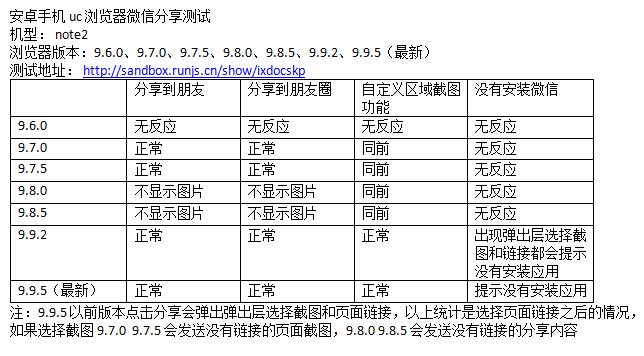 安卓手机 uc 浏览器微信分享测试
机型：note2
浏览器版本：9.6.0、9.7.0、9.7.5、9.8.0、9.8.5、9.9.2、9.9.5（最新）
测试地址：http://sandbox.runjs.cn/show/ixdocskp
分享到朋友 分享到朋友圈 自定义区域截图功能 没有安装微信
9.6.0 无反应 无反应 无反应 无反应
9.7.0 正常 正常 同前 无反应
9.7.5 正常 正常 同前 无反应
9.8.0 不显示图片 不显示图片 同前 无反应
9.8.5 不显示图片 不显示图片 同前 无反应
9.9.2 正常 正常 正常 出现弹出层选择截图和链接都会提示没有安装应用
9.9.5（最新） 正常 正常 正常 提示没有安装应用
注：9.9.5 以前版本点击分享会弹出弹出层选择截图和页面链接，以上统计是选择页面链接之后的情况，
如果选择截图 9.7.0 9.7.5 会发送没有链接的页面截图，9.8.0 9.8.5 会发送没有链接的分享内容